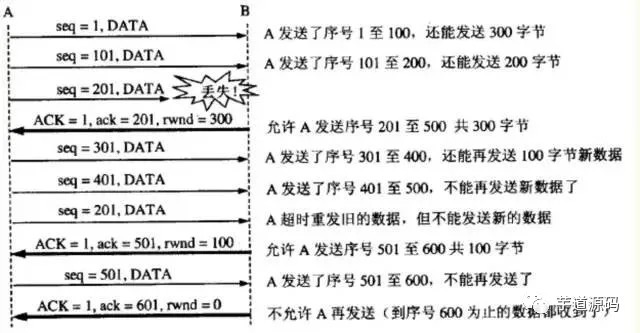 A B
seq = 1, DATA A 发送了序号 1 至 100，还能发送 300 字节
seq = 101, DATA A 发送了序号 101 至 200，还能发送 200 字节
seq = 201, DATA 丢失！
ACK = 1, ack = 201, rwnd = 300 允许 A 发送序号 201 至 500 共 300 字节
seq = 301, DATA A 发送了序号 301 至 400，还能再发送 100 字节新数据
seq = 401, DATA A 发送了序号 401 至 500，不能再发送新数据了
seq = 201, DATA A 超时重发旧的数据，但不能发送新的数据
ACK = 1, ack = 501, rwnd = 100 允许 A 发送序号 501 至 600 共 100 字节
seq = 501, DATA A 发送了序号 501 至 600，不能再发送了
ACK = 1, ack = 601, rwnd = 0 不允许 A 再发送（到序号 600 为止的数据都收到了）
芋道源码